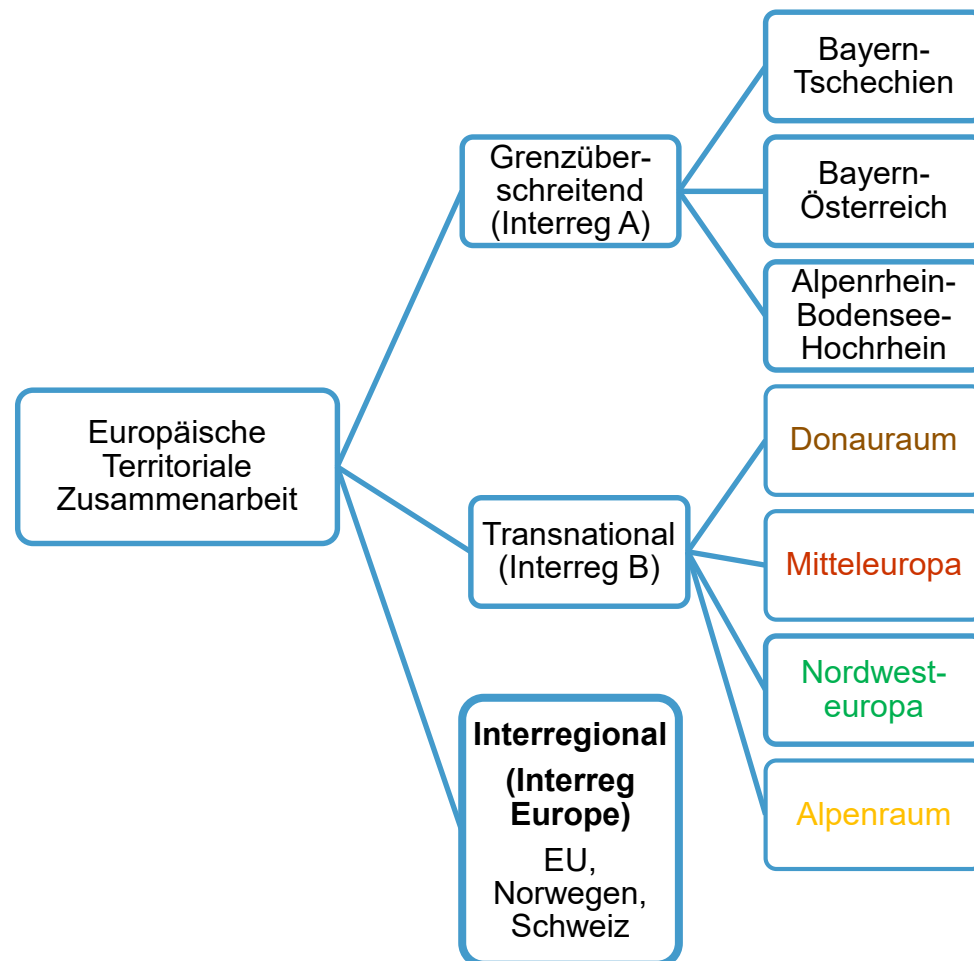 Europäische
Territoriale
Zusammenarbeit
Grenzüber-
schreitend
(Interreg A)
Bayern-
Tschechien
Bayern-
Österreich
Alpenrhein-
Bodensee-
Hochrhein
Transnational
(Interreg B)
Donauraum
Mitteleuropa
Nordwest-
europa
Alpenraum
Interregional
(Interreg
Europe)
EU,
Norwegen,
Schweiz